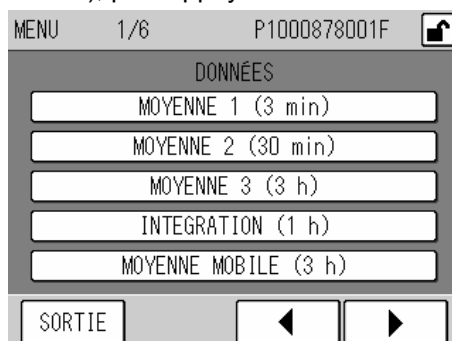 MENU 1/6 P1000878001F
DONNÉES
MOYENNE 1 (3 min)
MOYENNE 2 (30 min)
MOYENNE 3 (3 h)
INTEGRATION (1 h)
MOYENNE MOBILE (3 h)
SORTIE